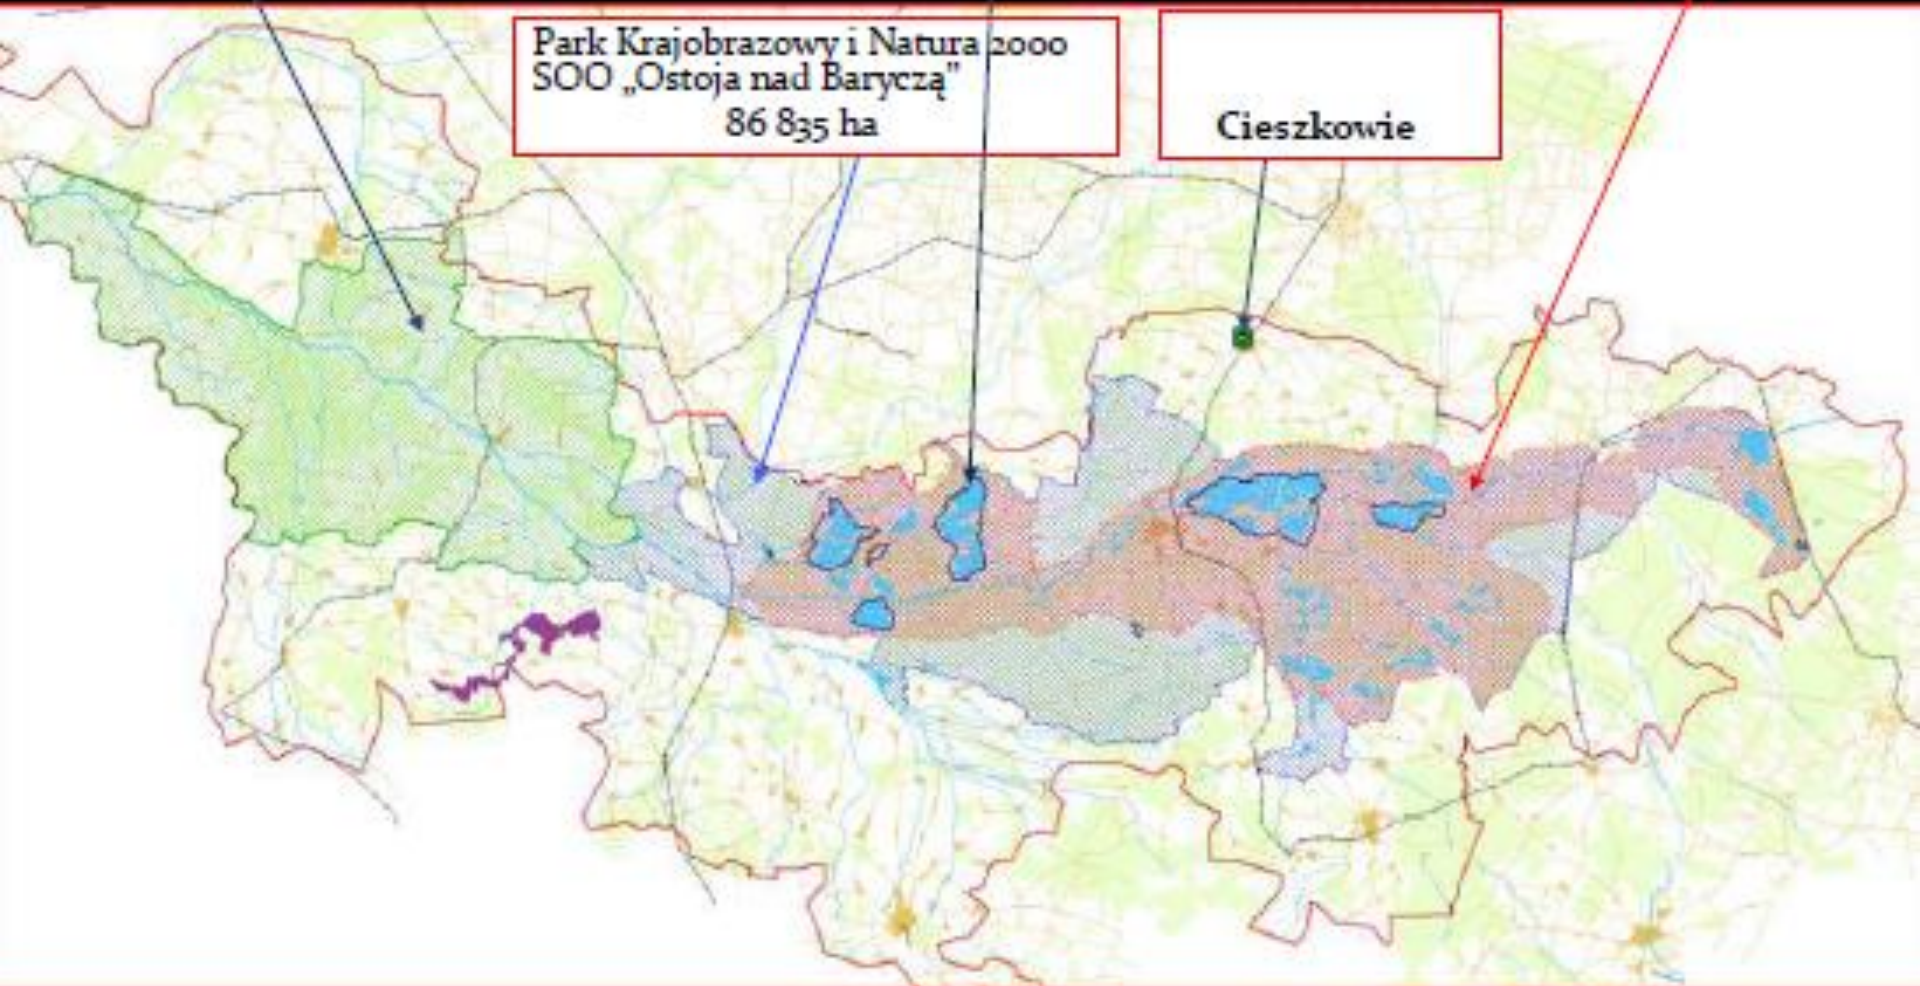 Park Krajobrazowy i Natura 2000
SOO „Ostoja nad Baryczą”
86 835 ha
Cieszkowie